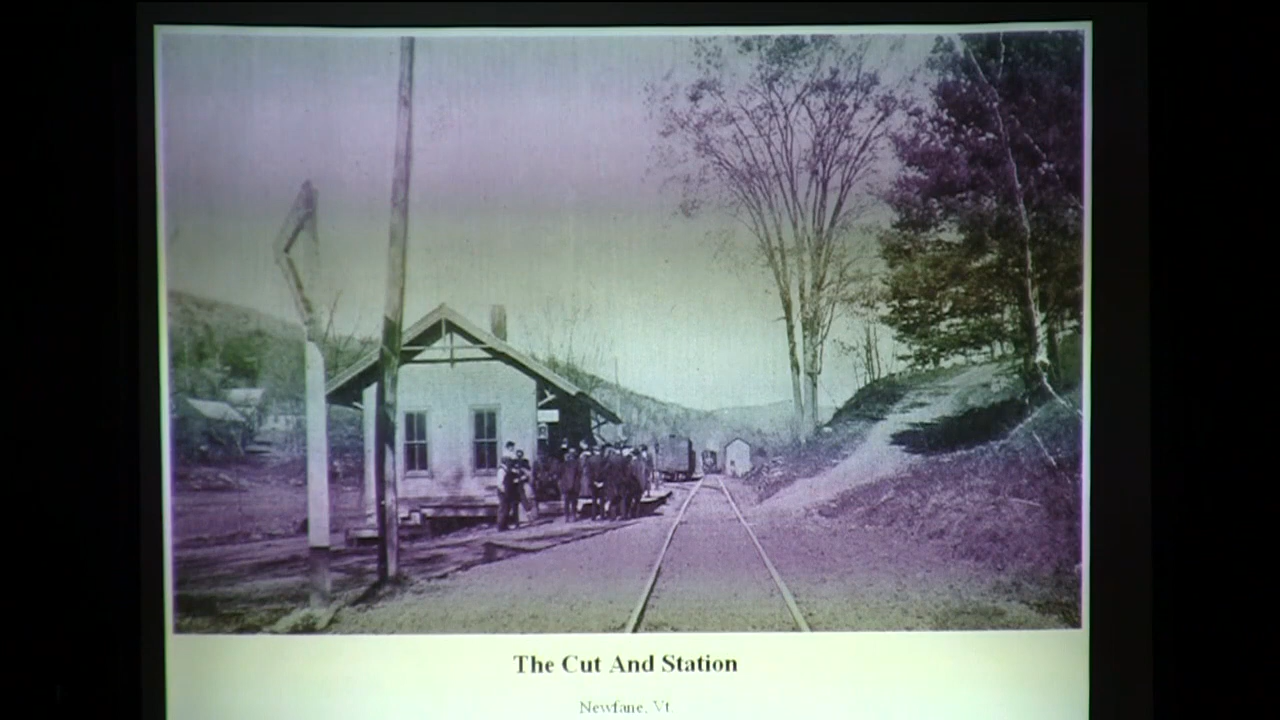 The Cut And Station
Newfane, Vt.